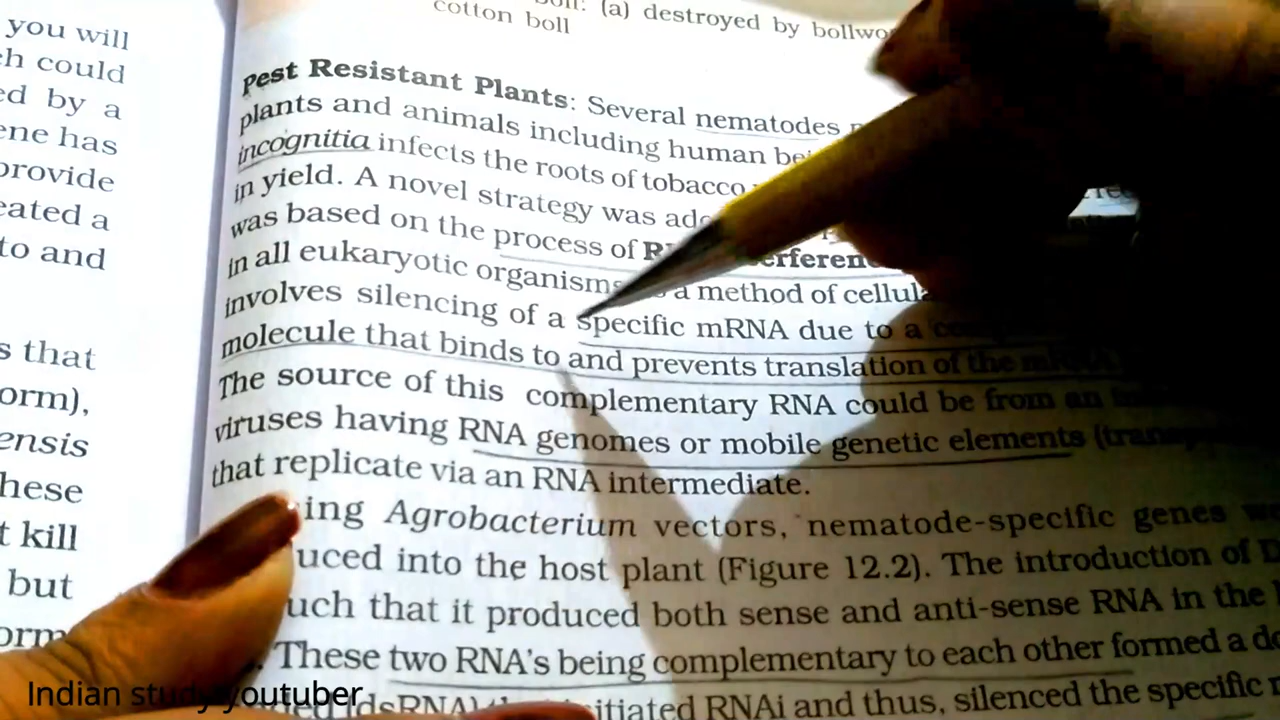 you will
ch could
ed by a
ene has
provide
eated a
to and
s that
orm),
ensis
hese
t kill
but
orm
(a) destroyed by bollwo
cotton boll
Pest Resistant Plants: Several nematodes
plants and animals including human be
incognitia infects the roots of tobacco
in yield. A novel strategy was ado
was based on the process of R erferenc
in all eukaryotic organisms a method of cellula
involves silencing of a specific mRNA due to a
molecule that binds to and prevents translation of the mRNA
The source of this complementary RNA could be from an
viruses having RNA genomes or mobile genetic elements (trans
that replicate via an RNA intermediate.
ing Agrobacterium vectors, nematode-specific genes w
uced into the host plant (Figure 12.2). The introduction of D
uch that it produced both sense and anti-sense RNA in the
These two RNA's being complementary to each other formed a do
(dsRNA) itiated RNAi and thus, silenced the specific
Indian study youtuber